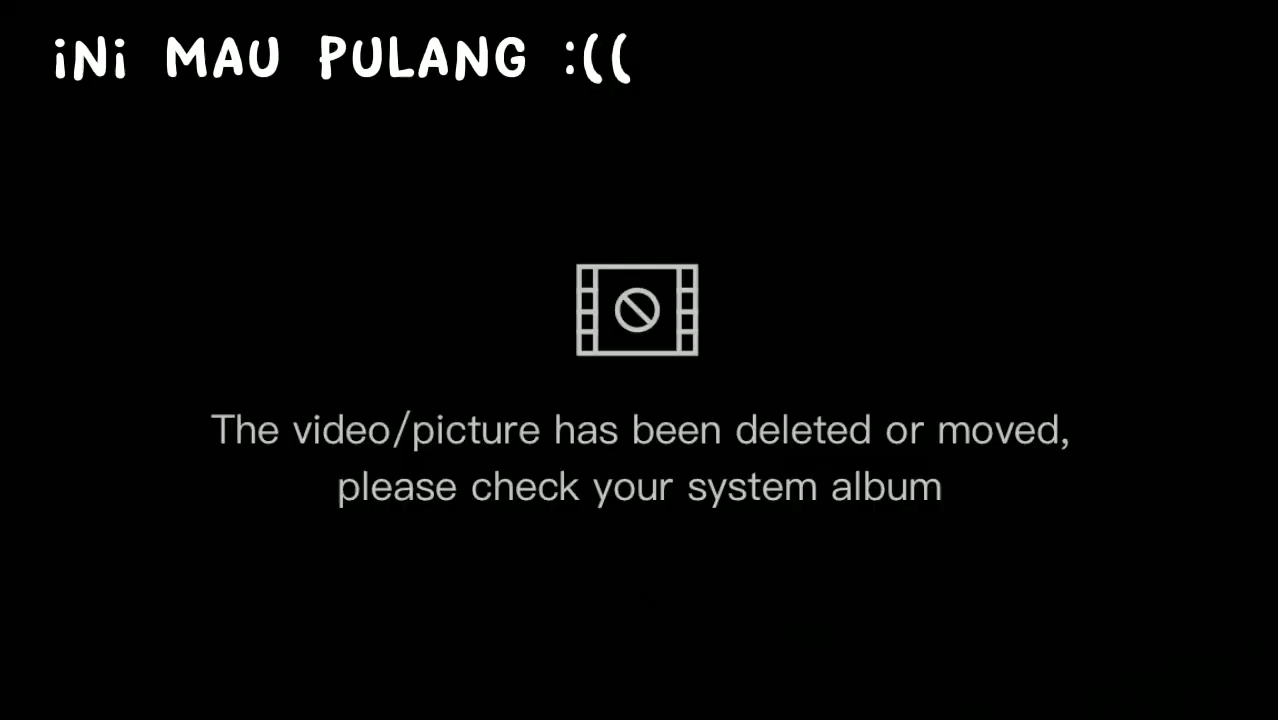 iNi MAU PULANG :((
The video/picture has been deleted or moved,
please check your system album